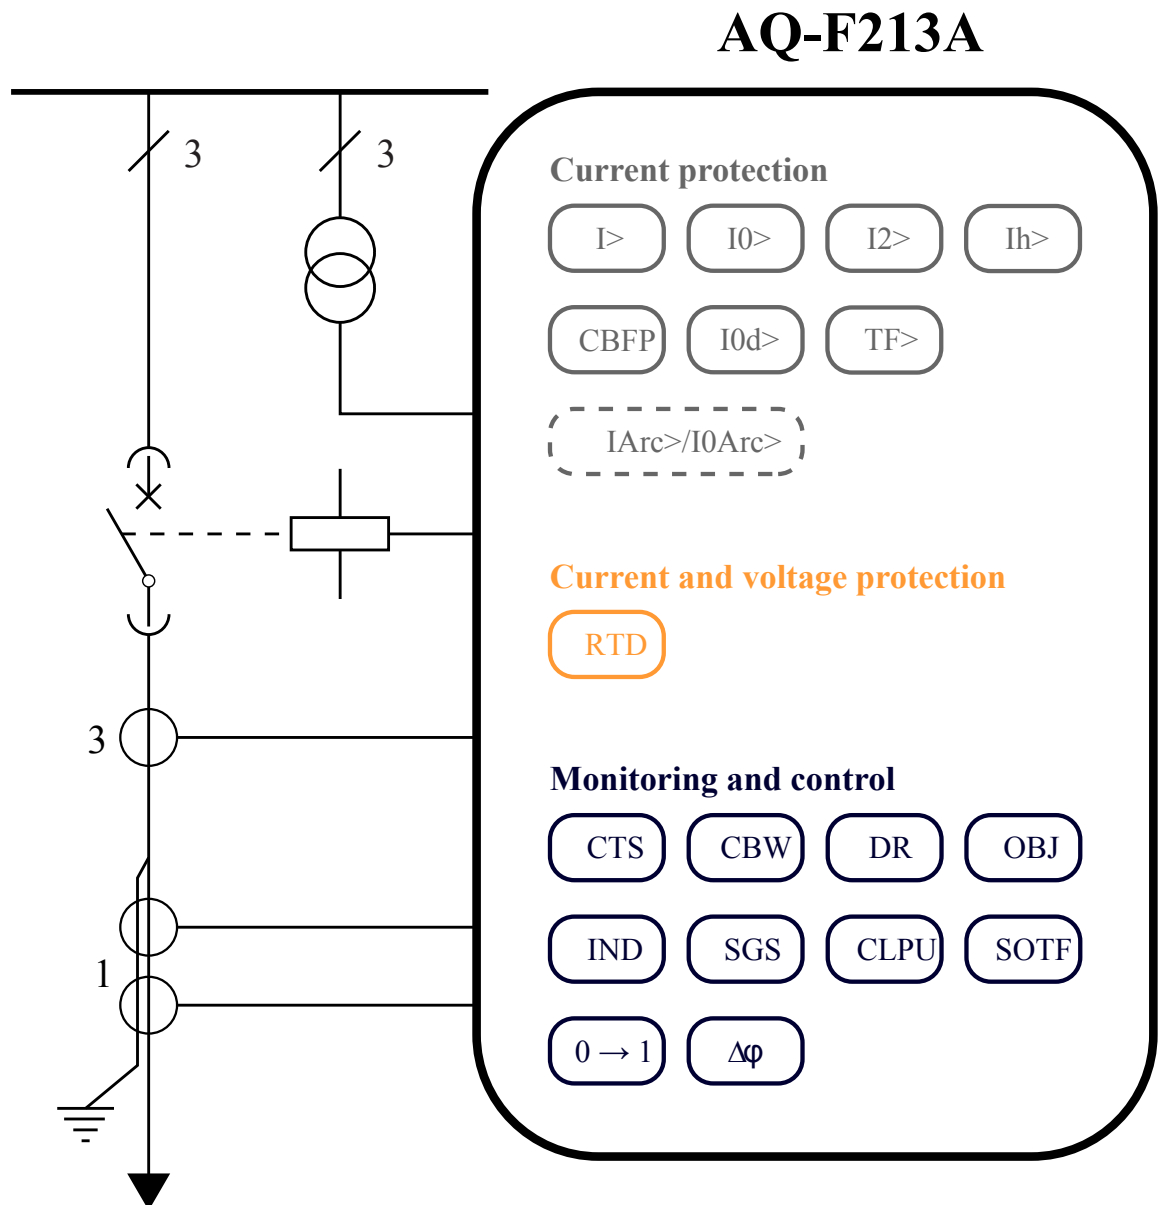 AQ-F213A
3 3
Current protection
I> I0> I2> Ih>
CBFP I0d> TF>
IArc>/I0Arc>
Current and voltage protection
RTD
3
Monitoring and control
CTS CBW DR OBJ
IND SGS CLPU SOTF
1
0 → 1 Δφ